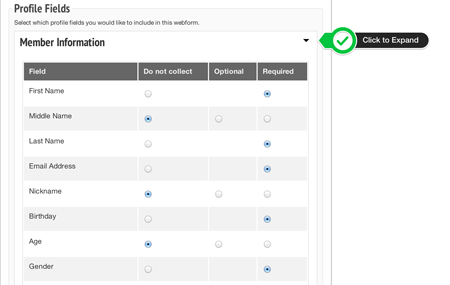 Profile Fields
Select which profile fields you would like to include in this webform.
Member Information
Click to Expand
Field Do not collect Optional Required
First Name
Middle Name
Last Name
Email Address
Nickname
Birthday
Age
Gender